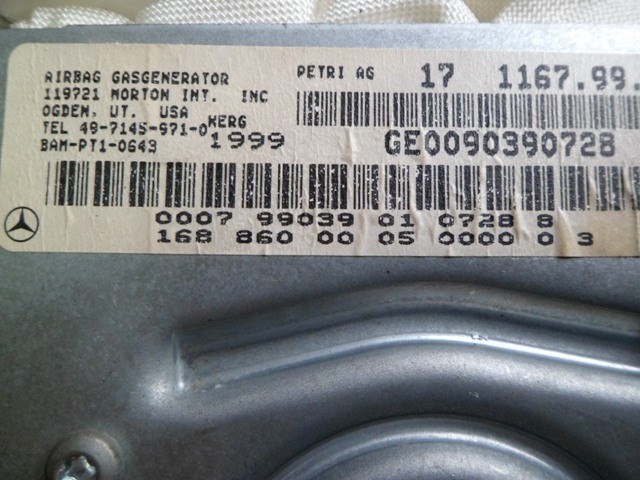 AIRBAG GASGENERATOR
119721 MORTON INT. INC
OGDEN, UT. USA
TEL 49-7145-971-0
BAM-PT1-0643
KERG
1999
PETRI AG 17 1167.99.
GE0090390728
0007 99039 01 0728 8
168 860 00 05 0000 0 3